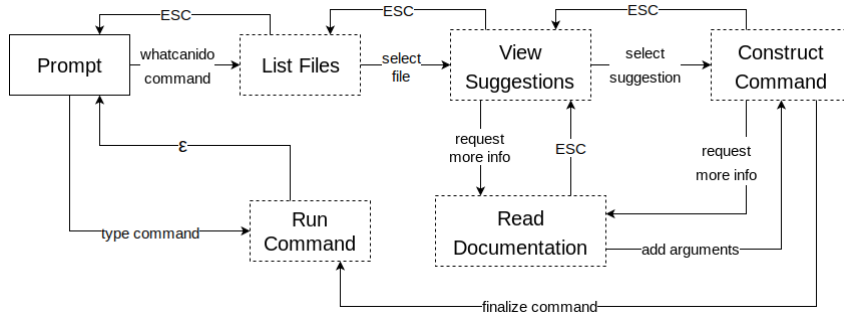 ESC
ESC
ESC
Prompt
whatcanido
command
List Files
select
file
View
Suggestions
select
suggestion
Construct
Command
request
more info
ESC
request
more info
ε
type command
Run
Command
Read
Documentation
add arguments
finalize command